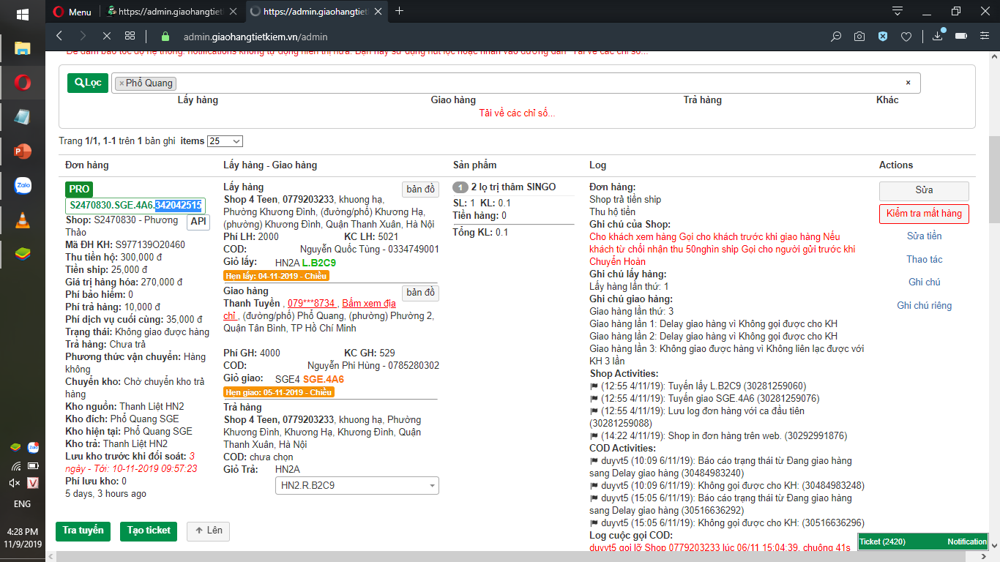 Menu
https://admin.giaohangtietl
https://admin.giaohangtietl
admin.giaohangtietkiem.vn/admin
Để đảm bảo tốc độ hệ thống. notifications không tự động hiển thị nữa. Bạn hãy sử dụng nút lọc hoặc nhấn vào đường dẫn "Tải về các chỉ số..."
Lọc
× Phổ Quang
×
Lấy hàng Giao hàng Trả hàng Khác
Tải về các chỉ số...
Trang 1/1, 1-1 trên 1 bản ghi items 25
Đơn hàng Lấy hàng - Giao hàng Sản phẩm Log Actions
PRO
S2470830.SGE.4A6.342042515
Shop: S2470830 - Phương Thảo
API
Mã ĐH KH: S977139O20460
Thu tiền hộ: 300,000 đ
Tiền ship: 25,000 đ
Giá trị hàng hóa: 270,000 đ
Phí bảo hiểm: 0
Phí trả hàng: 10,000 đ
Phí dịch vụ cuối cùng: 35,000 đ
Trạng thái: Không giao được hàng
Trả hàng: Chưa trả
Phương thức vận chuyển: Hàng
không
Chuyển kho: Chờ chuyển kho trả
hàng
Kho nguồn: Thanh Liệt HN2
Kho đích: Phổ Quang SGE
Kho hiện tại: Phổ Quang SGE
Kho trả: Thanh Liệt HN2
Lưu kho trước khi đối soát: 3
ngày - Tới: 10-11-2019 09:57:23
Phí lưu kho: 0
5 days, 3 hours ago
Lấy hàng
bản đồ
Shop 4 Teen, 0779203233, khuong hạ,
Phường Khương Đình, (đường/phố) Khương Hạ,
(phường) Khương Đình, Quận Thanh Xuân, Hà Nội
Phí LH: 2000 KC LH: 5021
COD: Nguyễn Quốc Tùng - 0334749001
Giỏ lấy: HN2A L.B2C9
Hẹn lấy: 04-11-2019 - Chiều
Giao hàng
bản đồ
Thanh Tuyền , 079***8734 , Bấm xem địa
chỉ , (đường/phố) Phổ Quang, (phường) Phường 2,
Quận Tân Bình, TP Hồ Chí Minh
Phí GH: 4000 KC GH: 529
COD: Nguyễn Phi Hùng - 0785280302
Giỏ giao: SGE4 SGE.4A6
Hẹn giao: 05-11-2019 - Chiều
Trả hàng
Shop 4 Teen, 0779203233, khuong hạ, Phường
Khương Đình, Khương Hạ, Khương Đình, Quận
Thanh Xuân, Hà Nội
COD: chưa chọn
Giỏ Trả: HN2A
HN2.R.B2C9
1 2 lọ trị thâm SINGO
SL: 1 KL: 0.1
Tiền hàng: 0
Tổng KL: 0.1
Đơn hàng:
Shop trả tiền ship
Thu hộ tiền
Ghi chú của Shop:
Cho khách xem hàng Gọi cho khách trước khi giao hàng Nếu
khách từ chối nhận thu 50nghìn ship Gọi cho người gửi trước khi
Chuyển Hoàn
Ghi chú lấy hàng:
Lấy hàng lần thứ: 1
Ghi chú giao hàng:
Giao hàng lần thứ: 3
Giao hàng lần 1: Delay giao hàng vì Không gọi được cho KH
Giao hàng lần 2: Delay giao hàng vì Không gọi được cho KH
Giao hàng lần 3: Không giao được hàng vì Không liên lạc được với
KH 3 lần
Shop Activities:
(12:55 4/11/19): Tuyến lấy L.B2C9 (30281259060)
(12:55 4/11/19): Tuyến giao SGE.4A6 (30281259076)
(12:55 4/11/19): Lưu log đơn hàng với ca đầu tiên
(30281259088)
(14:22 4/11/19): Shop in đơn hàng trên web. (30292991876)
COD Activities:
duyvt5 (10:09 6/11/19): Báo cáo trạng thái từ Đang giao hàng
sang Delay giao hàng (30484983240)
duyvt5 (10:09 6/11/19): Không gọi được cho KH: (30484983248)
duyvt5 (15:05 6/11/19): Báo cáo trạng thái từ Đang giao hàng
sang Delay giao hàng (30516636292)
duyvt5 (15:05 6/11/19): Không gọi được cho KH: (30516636296)
Log cuộc gọi COD:
duyvt5 gọi lỡ Shop 0779203233 lúc 06/11 15:04:39, chuông 41s
Sửa
Kiểm tra mất hàng
Sửa tiền
Thao tác
Ghi chú
Ghi chú riêng
Tra tuyến
Tạo ticket
Lên
Ticket (2420) Notification
Zalo
Zalo
ENG
4:28 PM
11/9/2019